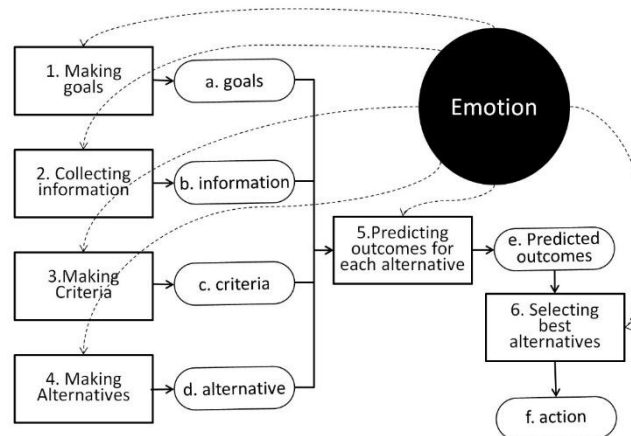 1. Making
goals
a. goals
Emotion
2. Collecting
information
b. information
3.Making
Criteria
c. criteria
4. Making
Alternatives
d. alternative
5.Predicting
outcomes for
each alternative
e. Predicted
outcomes
6. Selecting
best
alternatives
f. action